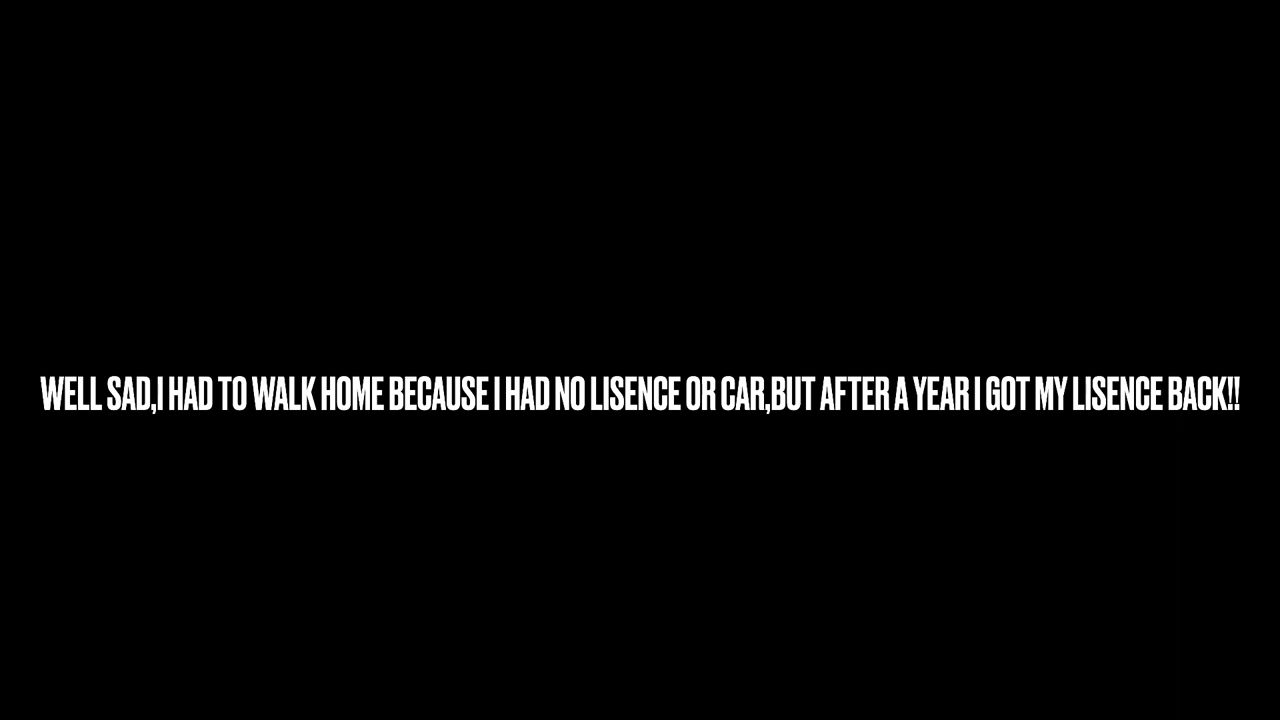 WELL SAD,I HAD TO WALK HOME BECAUSE I HAD NO LISENCE OR CAR,BUT AFTER A YEAR I GOT MY LISENCE BACK!!